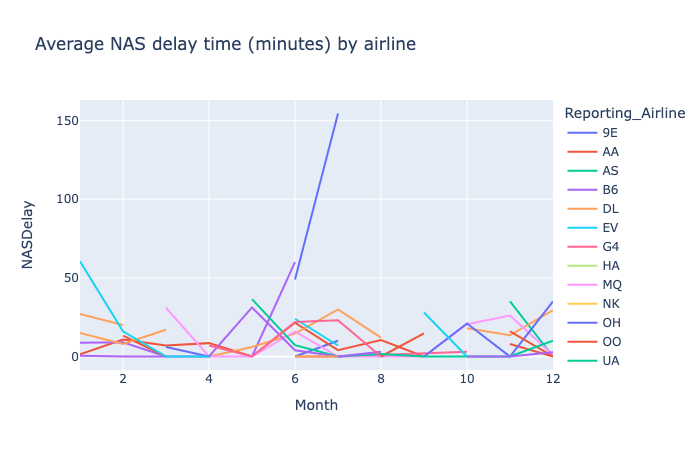 Average NAS delay time (minutes) by airline
Reporting_Airline
9E
AA
AS
B6
DL
EV
G4
HA
MQ
NK
OH
OO
UA
NASDelay
150
100
50
0
2
4
6
8
10
12
Month